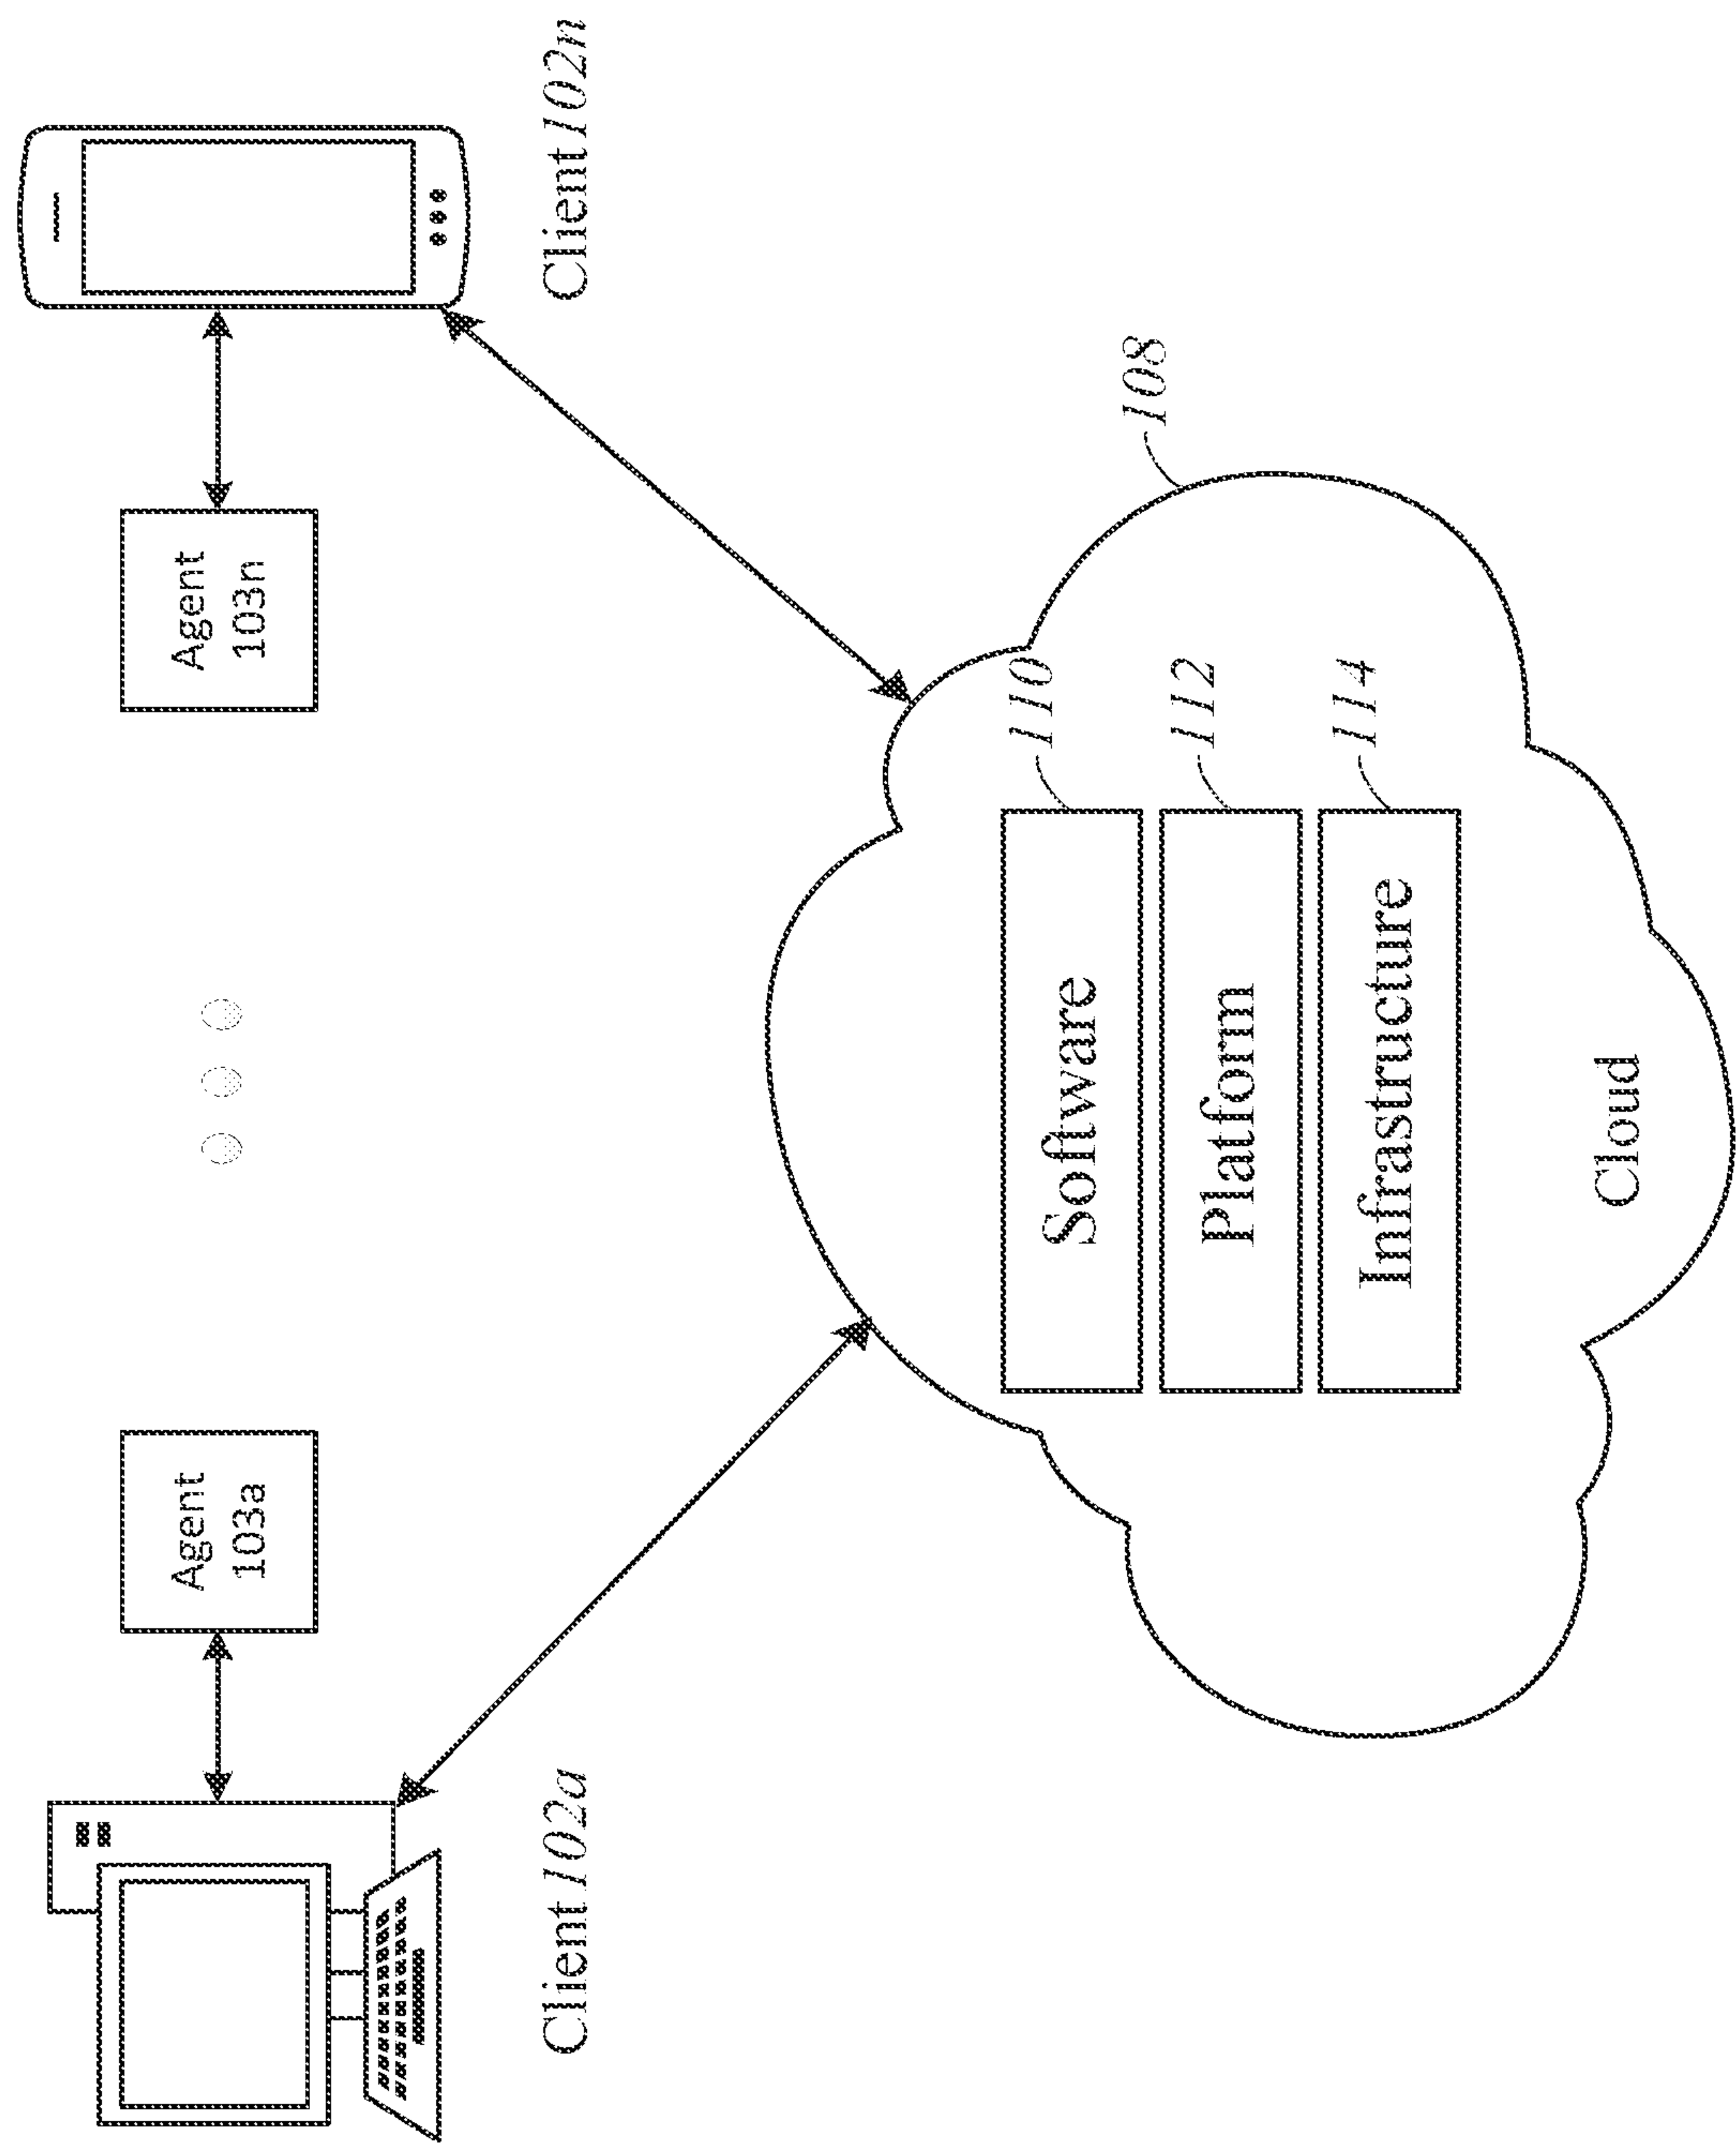 Agent
103a
Agent
103n
Client 102a
Client 102n
108
Software
110
Platform
112
Infrastructure
114
Cloud